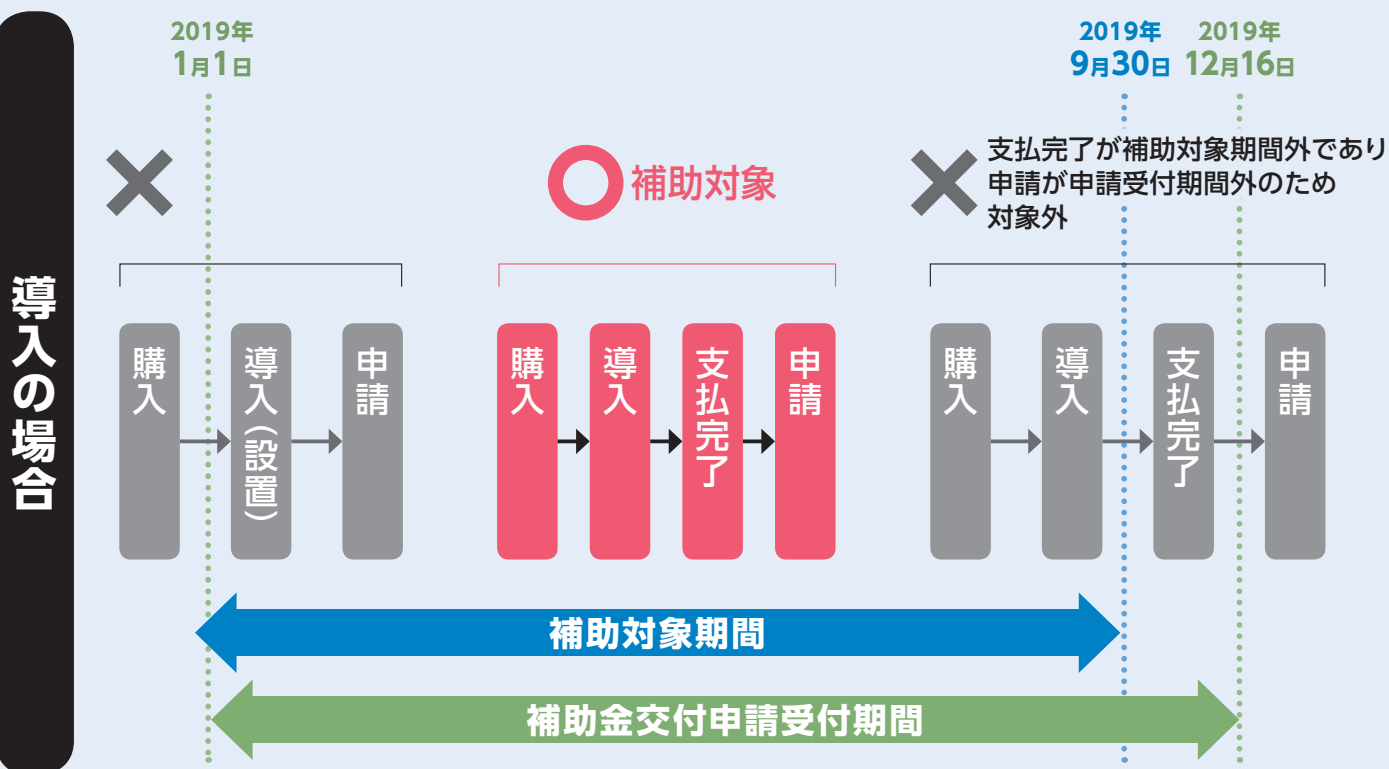 導入の場合
2019年
1月1日
2019年
9月30日
2019年
12月16日
補助対象
支払完了が補助対象期間外であり
申請が申請受付期間外のため
対象外
購入
導入(設置)
申請
購入
導入
支払完了
申請
購入
導入
支払完了
申請
補助対象期間
補助金交付申請受付期間